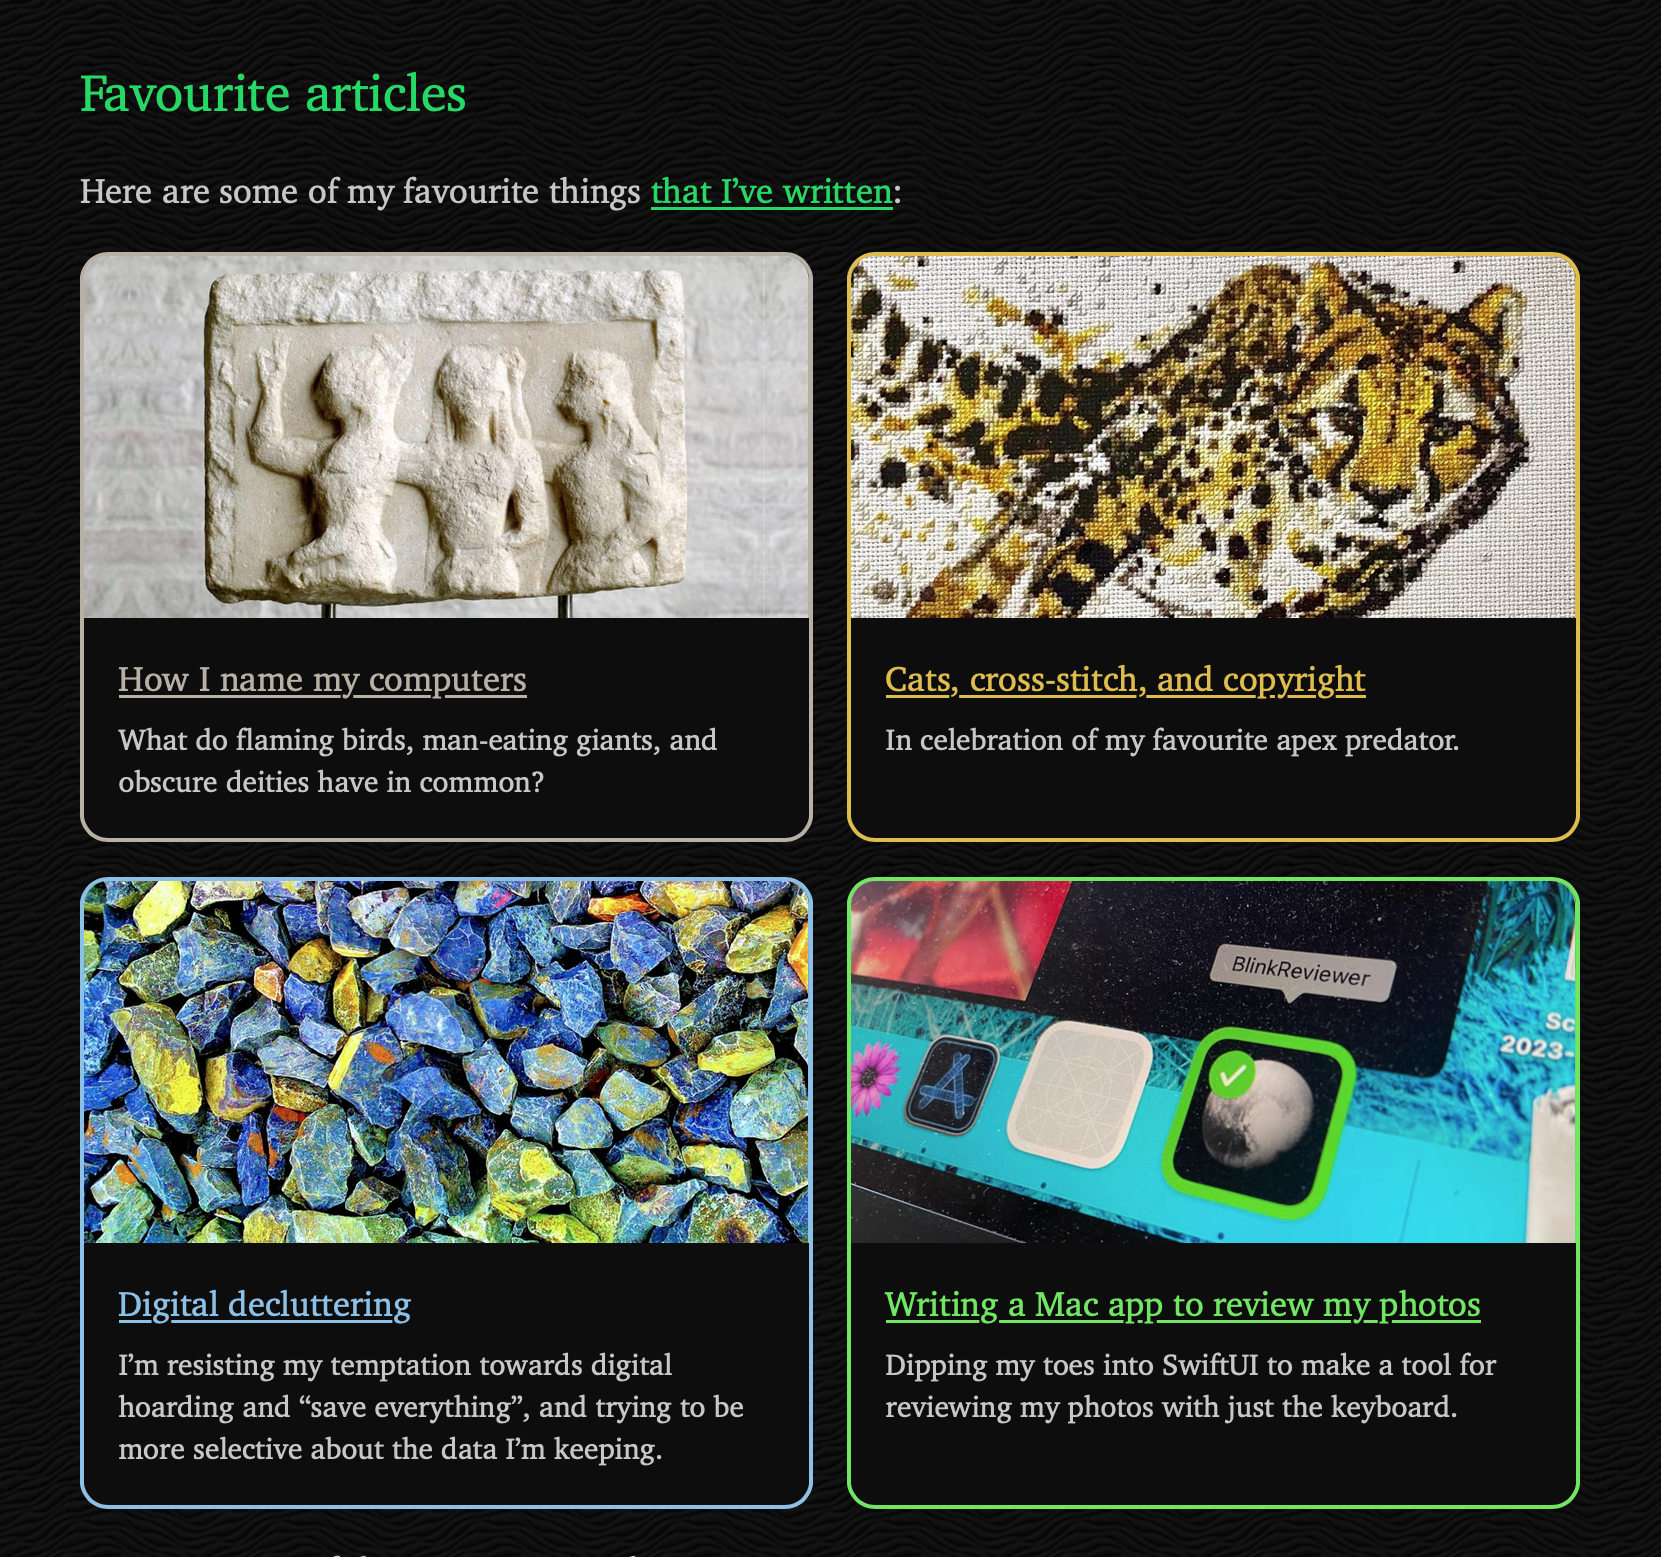 Favourite articles
Here are some of my favourite things that I’ve written:
How I name my computers
What do flaming birds, man-eating giants, and
obscure deities have in common?
Cats, cross-stitch, and copyright
In celebration of my favourite apex predator.
BlinkReviewer
Sc
2023-
Digital decluttering
I’m resisting my temptation towards digital
hoarding and “save everything”, and trying to be
more selective about the data I’m keeping.
Writing a Mac app to review my photos
Dipping my toes into SwiftUI to make a tool for
reviewing my photos with just the keyboard.